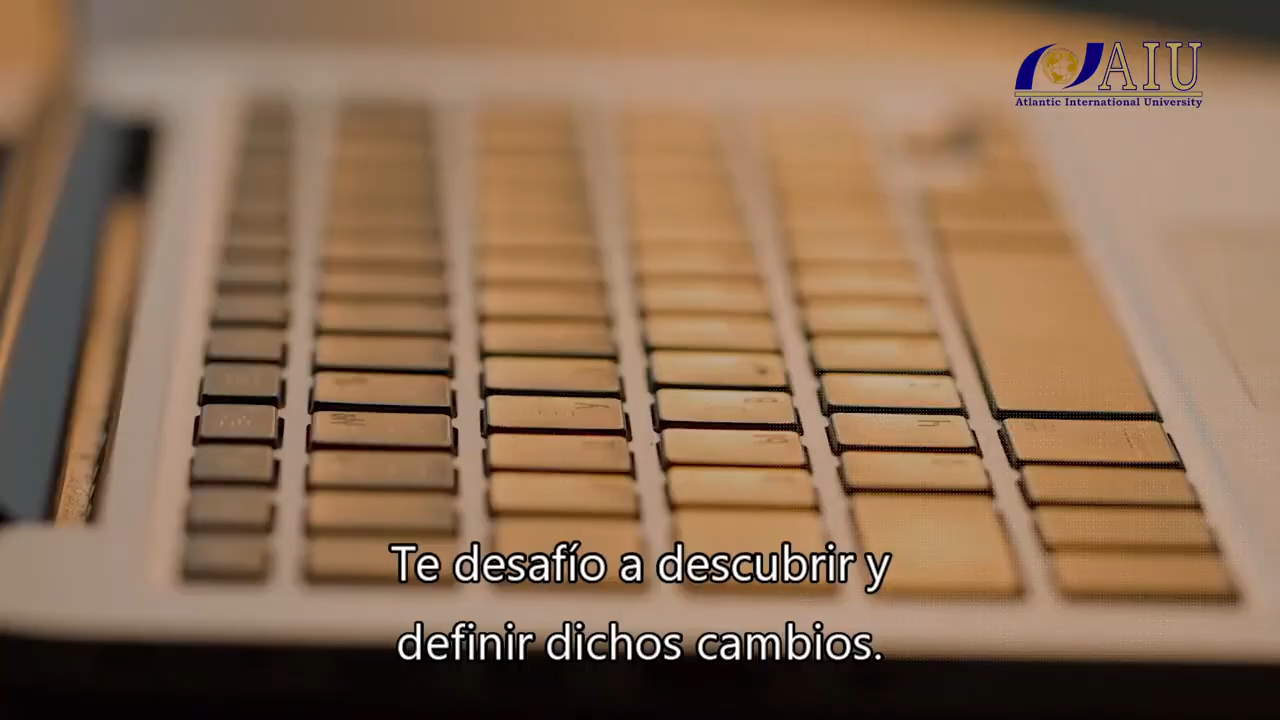 AIU
Atlantic International University
Te desafío a descubrir y
definir dichos cambios.